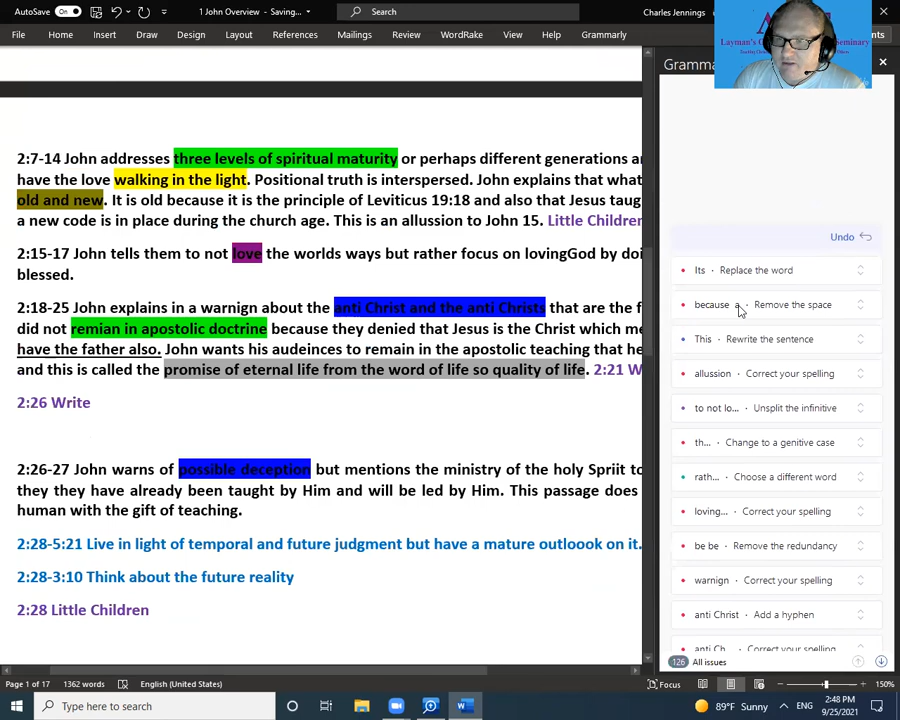 AutoSave On 1 John Overview - Saving... Search Charles Jennings
File Home Insert Draw Design Layout References Mailings Review WordRake View Help Grammarly
2:7-14 John addresses three levels of spiritual maturity or perhaps different generations a
have the love walking in the light. Positional truth is interspersed. John explains that what
old and new. It is old because it is the principle of Leviticus 19:18 and also that Jesus taug
a new code is in place during the church age. This is an allussion to John 15. Little Children
2:15-17 John tells them to not love the worlds ways but rather focus on lovingGod by doi
blessed.
2:18-25 John explains in a warnign about the anti Christ and the anti Christs that are the f
did not remian in apostolic doctrine because they denied that Jesus is the Christ which me
have the father also. John wants his audeinces to remain in the apostolic teaching that he
and this is called the promise of eternal life from the word of life so quality of life. 2:21 W
2:26 Write
2:26-27 John warns of possible deception but mentions the ministry of the holy Spriit to
they they have already been taught by Him and will be led by Him. This passage does
human with the gift of teaching.
2:28-5:21 Live in light of temporal and future judgment but have a mature outloook on it.
2:28-3:10 Think about the future reality
2:28 Little Children
Undo
Its · Replace the word
because a · Remove the space
This · Rewrite the sentence
allussion · Correct your spelling
to not lo... · Unsplit the infinitive
th... · Change to a genitive case
rath... · Choose a different word
loving... · Correct your spelling
be be · Remove the redundancy
warnign · Correct your spelling
anti Christ · Add a hyphen
anti Ch... · Correct your spelling
126 All issues
Page 1 of 17 1362 words English (United States) Focus 150%
Type here to search 89°F Sunny ENG 2:48 PM
9/25/2021